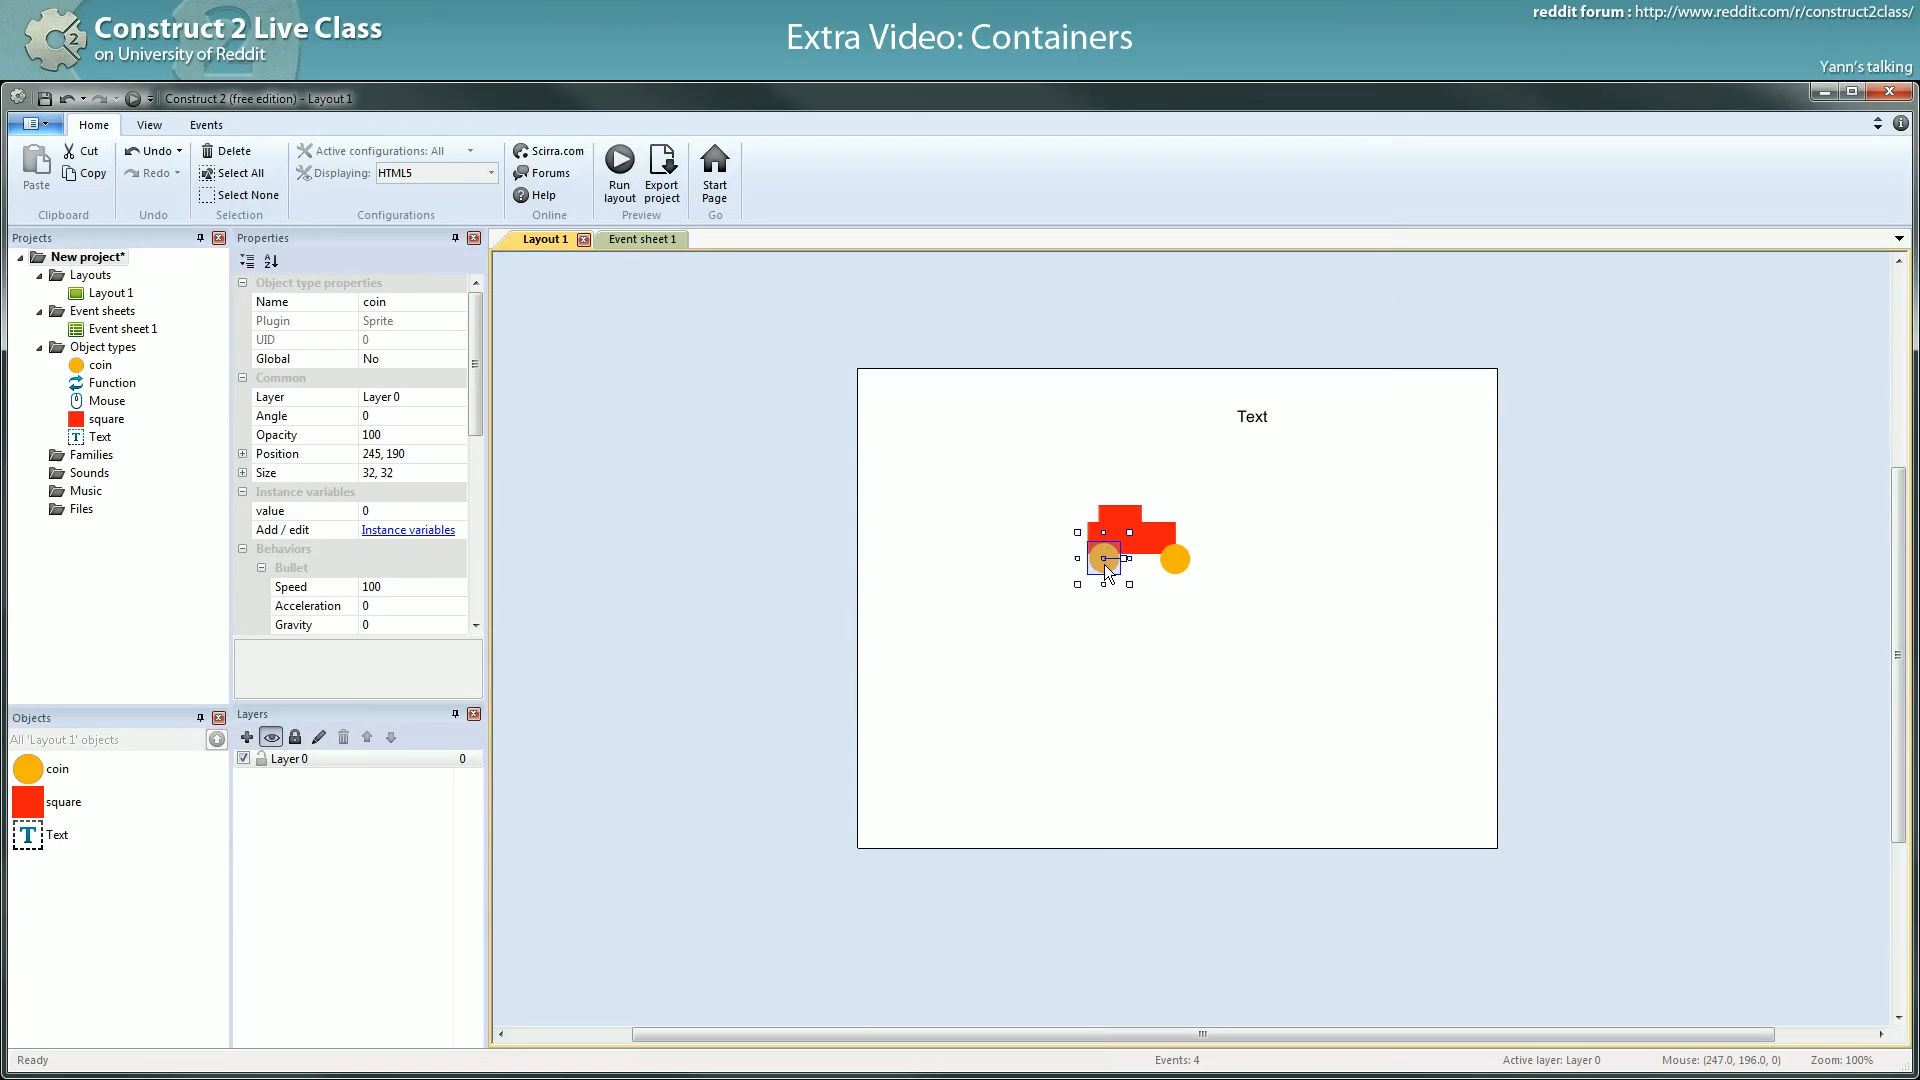 Construct 2 Live Class
on University of Reddit
Extra Video: Containers
reddit forum : http://www.reddit.com/r/construct2class/
Yann's talking
Construct 2 (free edition) - Layout 1
Home View Events
Paste
Cut
Copy
Clipboard
Undo
Redo
Undo
Delete
Select All
Select None
Selection
Active configurations: All
Displaying: HTML5
Configurations
Scirra.com
Forums
Help
Online
Run layout
Export project
Preview
Start Page
Go
Projects
New project*
Layouts
Layout 1
Event sheets
Event sheet 1
Object types
coin
Function
Mouse
square
T Text
Families
Sounds
Music
Files
Properties
Object type properties
Name coin
Plugin Sprite
UID 0
Global No
Common
Layer Layer 0
Angle 0
Opacity 100
Position 245, 190
Size 32, 32
Instance variables
value 0
Add / edit Instance variables
Behaviors
Bullet
Speed 100
Acceleration 0
Gravity 0
Layout 1 Event sheet 1
Text
Objects
All 'Layout 1' objects
coin
square
T Text
Layers
Layer 0 0
Ready Events: 4 Active layer: Layer 0 Mouse: (247.0, 196.0, 0) Zoom: 100%